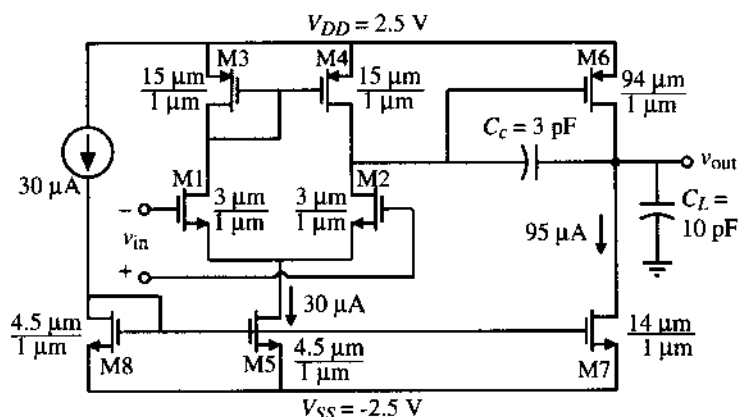 V_DD = 2.5 V
M3
M4
M6
15 µm
1 µm
15 µm
1 µm
94 µm
1 µm
C_c = 3 pF
30 µA
M1
M2
v_out
3 µm
1 µm
3 µm
1 µm
–
v_in
+
C_L =
10 pF
95 µA
30 µA
4.5 µm
1 µm
M8
M5
4.5 µm
1 µm
14 µm
1 µm
M7
V_SS = -2.5 V